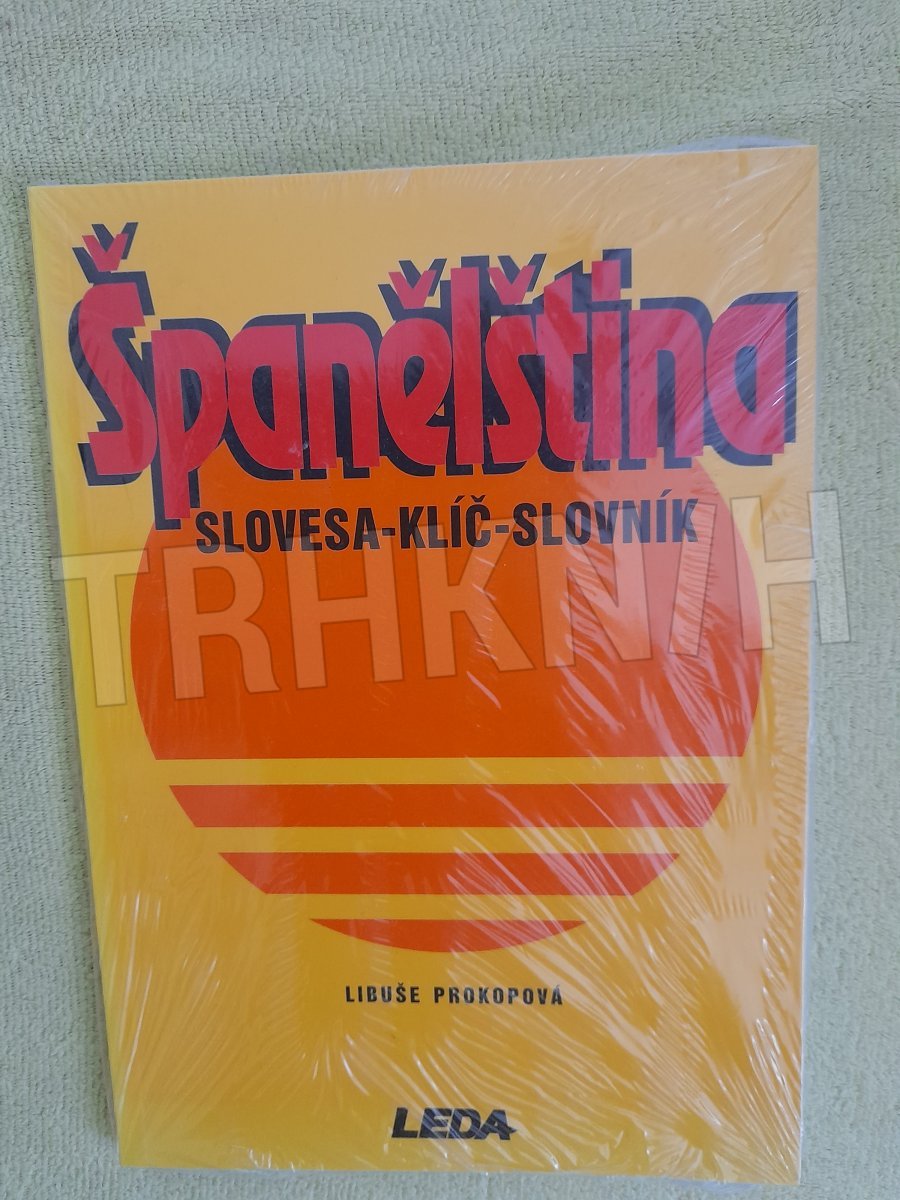 Španělština
SLOVESA-KLÍČ-SLOVNÍK
TRHKNIH
LIBUŠE PROKOPOVÁ
LEDA